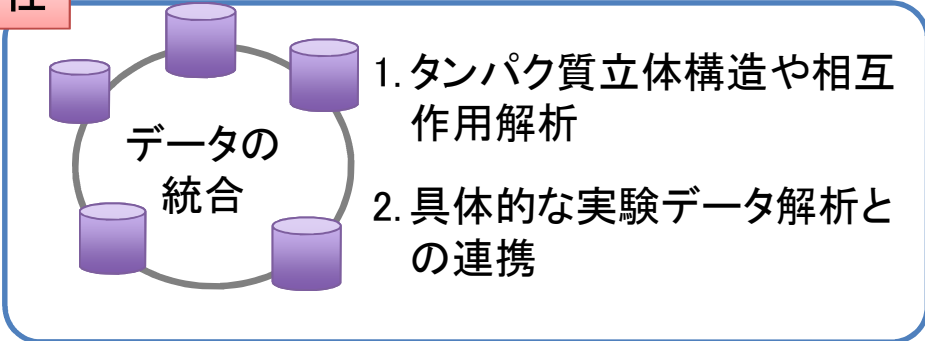 データの
統合
1. タンパク質立体構造や相互
作用解析
2. 具体的な実験データ解析と
の連携